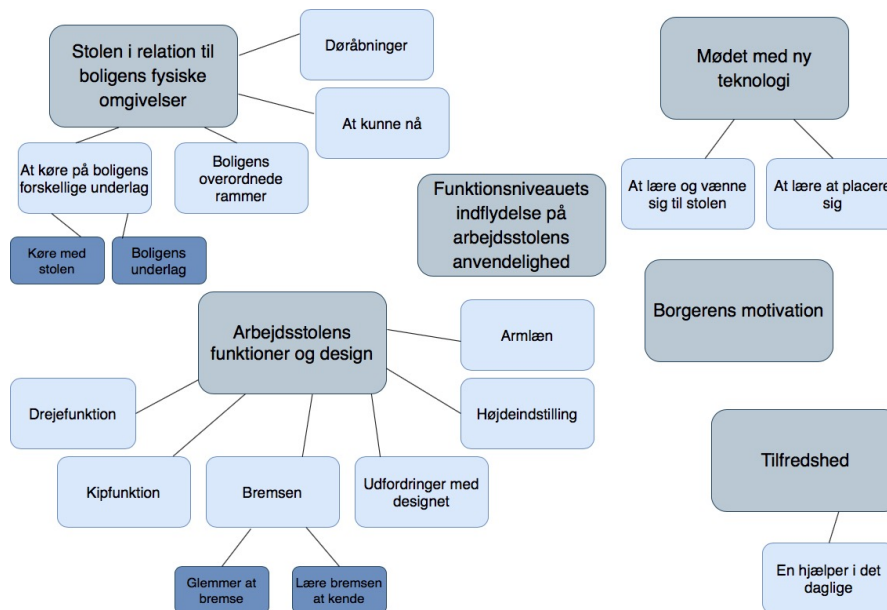 Stolen i relation til
boligens fysiske
omgivelser
Døråbninger
At kunne nå
At køre på boligens
forskellige underlag
Boligens
overordnede
rammer
Køre med
stolen
Boligens
underlag
Funktionsniveauets
indflydelse på
arbejdsstolens
anvendelighed
Mødet med ny
teknologi
At lære og vænne
sig til stolen
At lære at placere
sig
Borgerens motivation
Arbejdsstolens
funktioner og design
Armlæn
Højdeindstilling
Drejefunktion
Kipfunktion
Bremsen
Udfordringer med
designet
Glemmer at
bremse
Lære bremsen
at kende
Tilfredshed
En hjælper i det
daglige